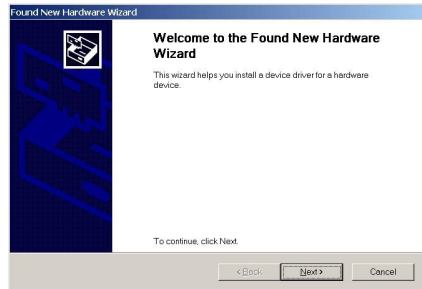 Found New Hardware Wizard
Welcome to the Found New Hardware
Wizard
This wizard helps you install a device driver for a hardware
device.
To continue, click Next.
< Back
Next >
Cancel